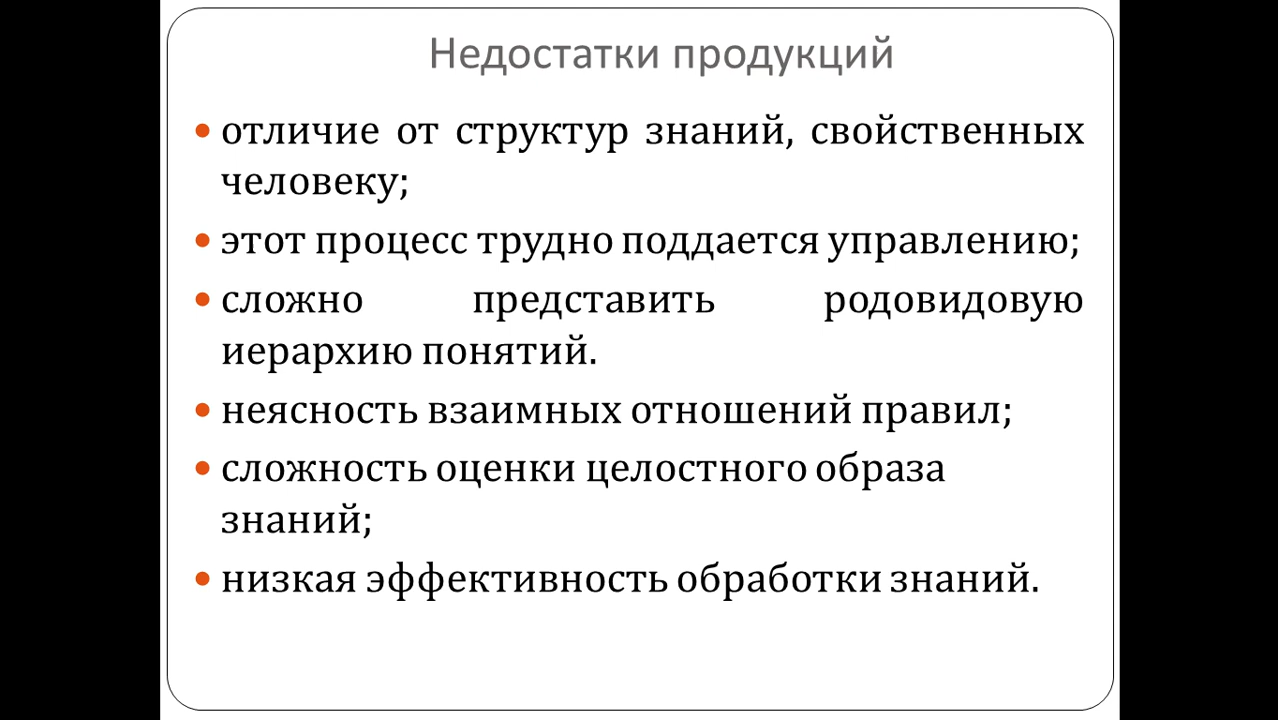 Недостатки продукций
• отличие от структур знаний, свойственных
человеку;
• этот процесс трудно поддается управлению;
• сложно представить родовидовую
иерархию понятий.
• неясность взаимных отношений правил;
• сложность оценки целостного образа
знаний;
• низкая эффективность обработки знаний.